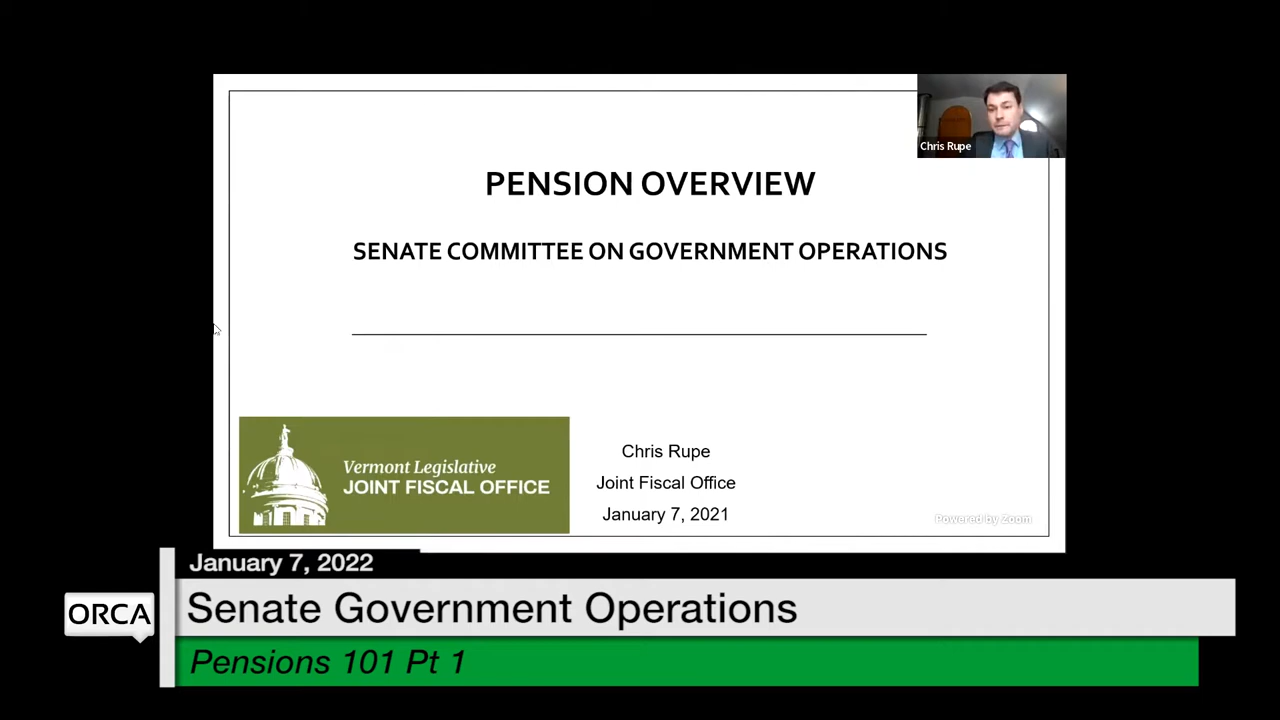 Chris Rupe
PENSION OVERVIEW
SENATE COMMITTEE ON GOVERNMENT OPERATIONS
Vermont Legislative
JOINT FISCAL OFFICE
Chris Rupe
Joint Fiscal Office
January 7, 2021
Powered by Zoom
January 7, 2022
ORCA
Senate Government Operations
Pensions 101 Pt 1